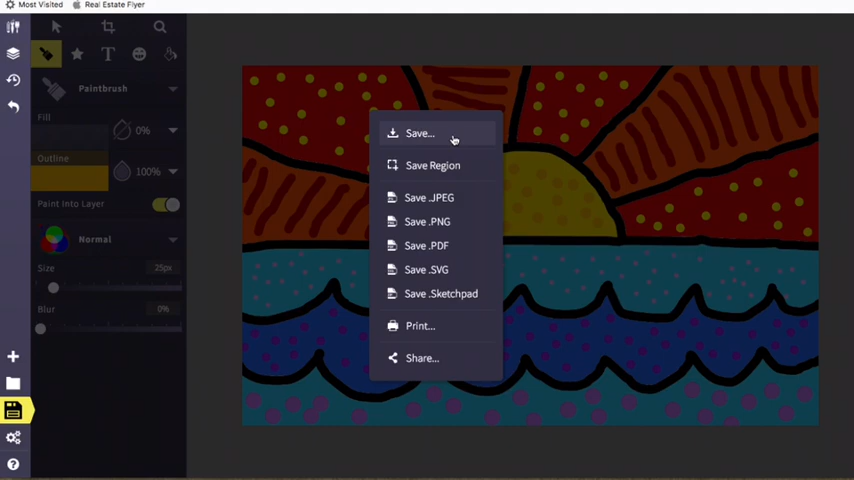 Most Visited
Real Estate Flyer
Paintbrush
Fill
0%
Outline
100%
Paint Into Layer
Normal
Size
25px
Blur
0%
Save...
Save Region
Save .JPEG
Save .PNG
Save .PDF
Save .SVG
Save .Sketchpad
Print...
Share...